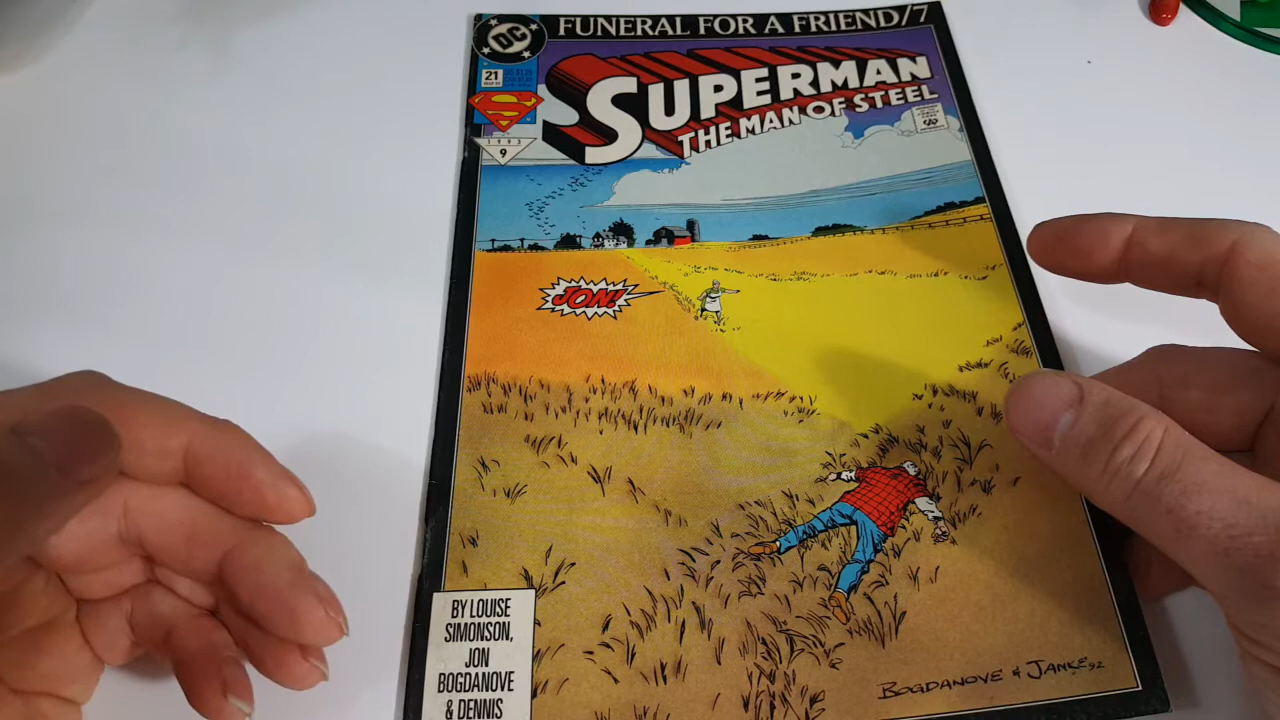 FUNERAL FOR A FRIEND/7
DC
21
SUPERMAN
THE MAN OF STEEL
1993
9
JON!
BY LOUISE
SIMONSON,
JON
BOGDANOVE
& DENNIS
BOGDANOVE & JANKE 92